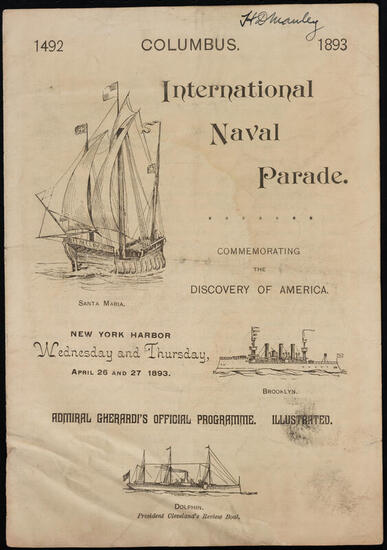 H D Manley
1492 COLUMBUS. 1893
International
Naval
Parade.
COMMEMORATING
THE
DISCOVERY OF AMERICA.
SANTA MARIA.
NEW YORK HARBOR
Wednesday and Thursday,
APRIL 26 AND 27 1893.
BROOKLYN.
ADMIRAL GHERARDI'S OFFICIAL PROGRAMME. ILLUSTRATED.
DOLPHIN.
President Cleveland's Review Boat.